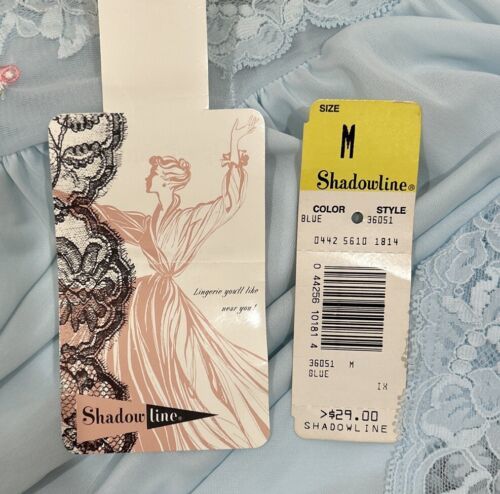 Lingerie you'll like
near you!
Shadowline®
SIZE
M
Shadowline®
COLOR STYLE
BLUE 36051
0442 5610 1814
0 44256 10181 4
36051 M
BLUE
IX
>$29.00
SHADOWLINE